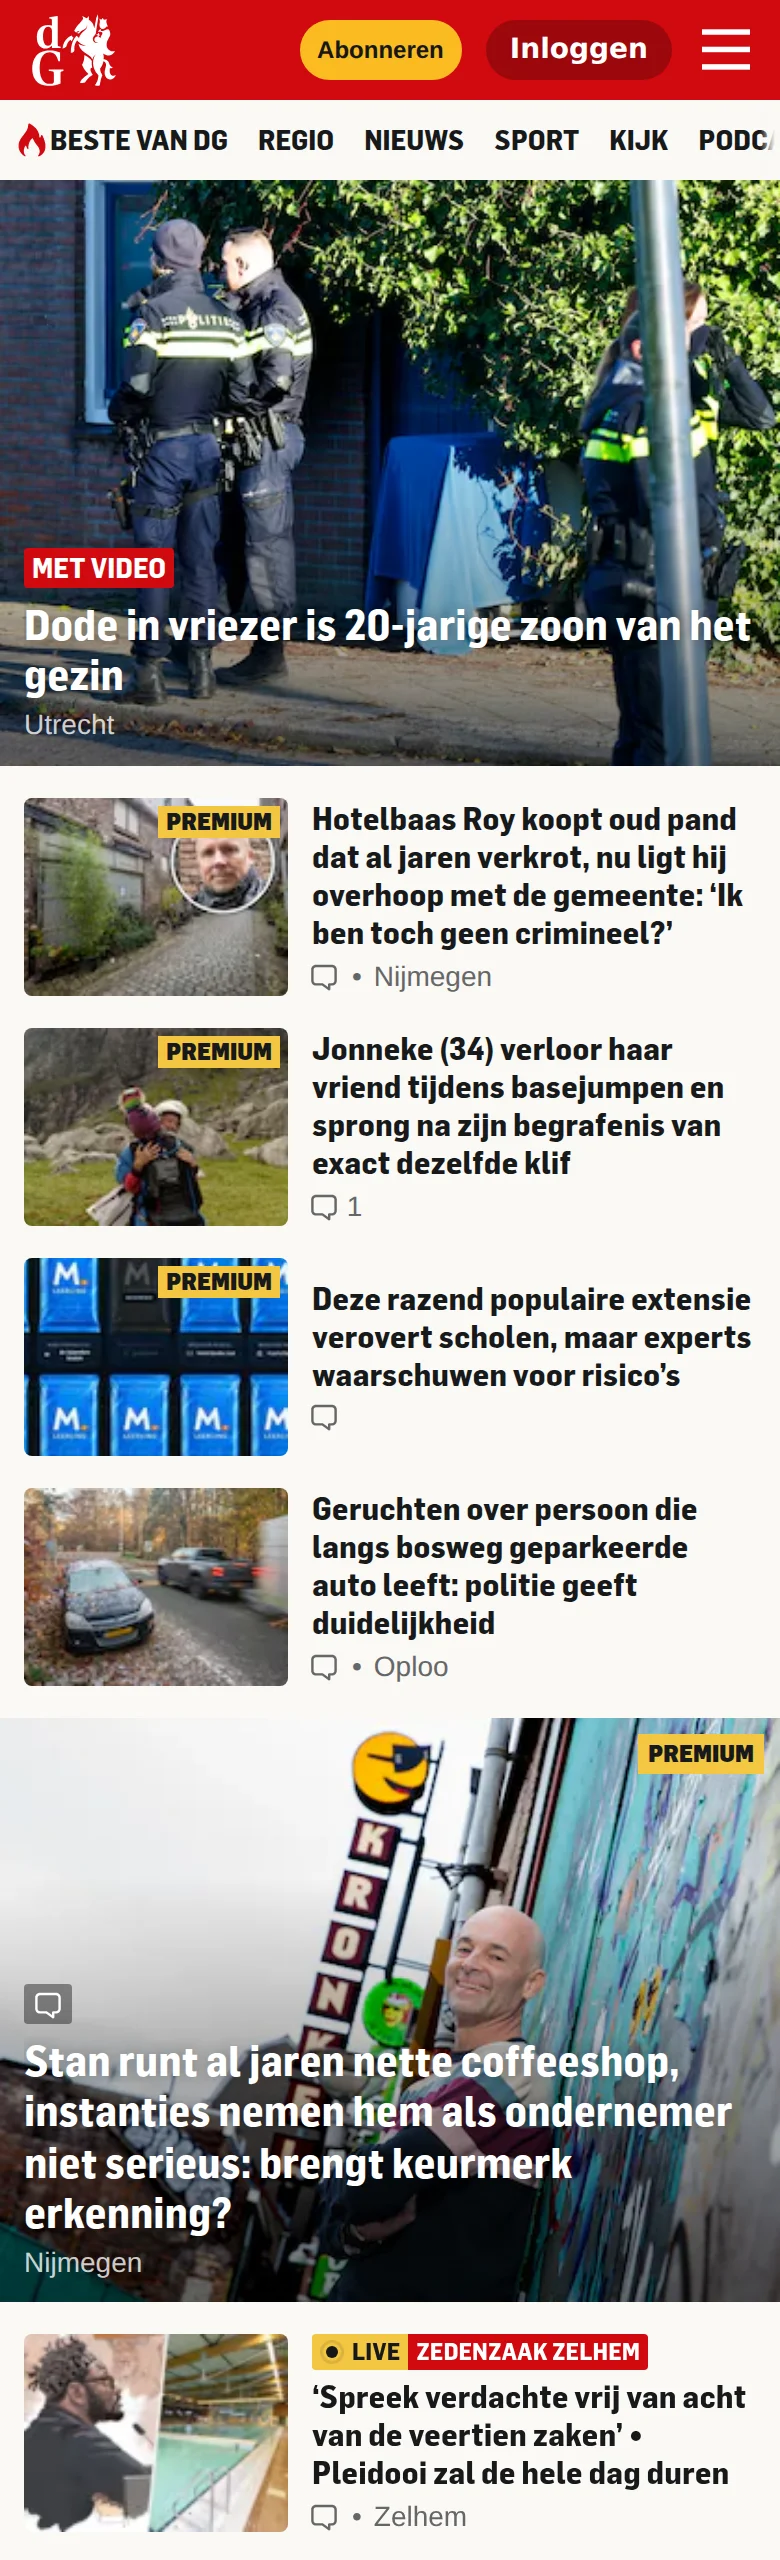 d
G
Abonneren
Inloggen
BESTE VAN DG
REGIO
NIEUWS
SPORT
KIJK
PODCA
POLITIE
MET VIDEO
Dode in vriezer is 20-jarige zoon van het
gezin
Utrecht
PREMIUM
Hotelbaas Roy koopt oud pand
dat al jaren verkrot, nu ligt hij
overhoop met de gemeente: ‘Ik
ben toch geen crimineel?’
• Nijmegen
PREMIUM
Jonneke (34) verloor haar
vriend tijdens basejumpen en
sprong na zijn begrafenis van
exact dezelfde klif
1
M M
PREMIUM
M M M M
Deze razend populaire extensie
verovert scholen, maar experts
waarschuwen voor risico’s
Geruchten over persoon die
langs bosweg geparkeerde
auto leeft: politie geeft
duidelijkheid
• Oploo
PREMIUM
K
R
O
N
K
E
L
Stan runt al jaren nette coffeeshop,
instanties nemen hem als ondernemer
niet serieus: brengt keurmerk
erkenning?
Nijmegen
LIVE ZEDENZAAK ZELHEM
‘Spreek verdachte vrij van acht
van de veertien zaken’ •
Pleidooi zal de hele dag duren
• Zelhem